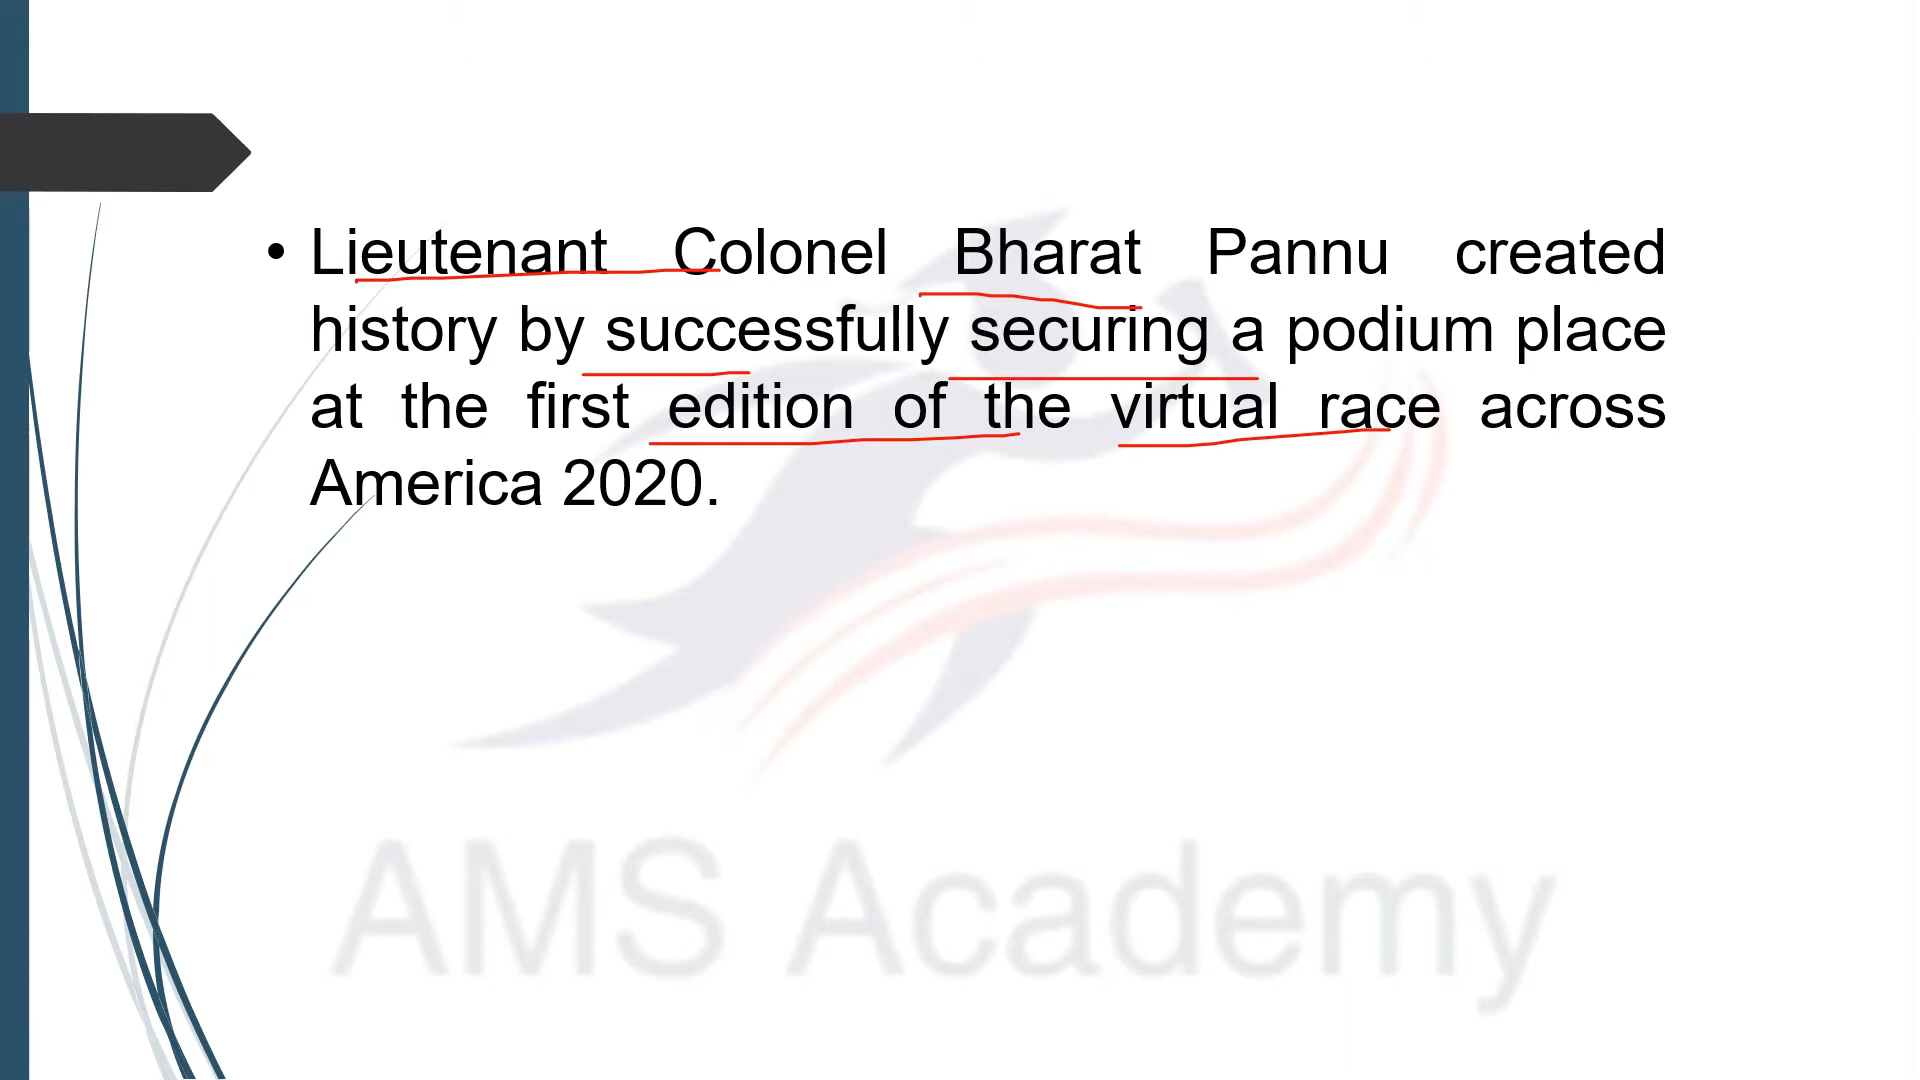 • Lieutenant Colonel Bharat Pannu created
history by successfully securing a podium place
at the first edition of the virtual race across
America 2020.
AMS Academy